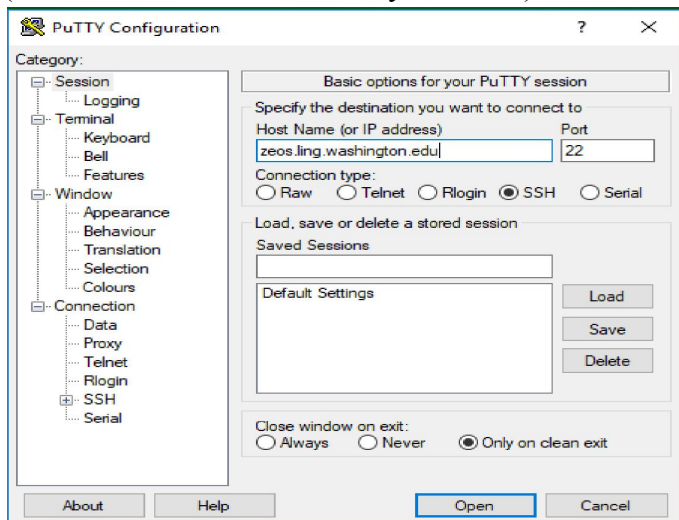 PuTTY Configuration ? ×
Category:
Session
Logging
Terminal
Keyboard
Bell
Features
Window
Appearance
Behaviour
Translation
Selection
Colours
Connection
Data
Proxy
Telnet
Rlogin
SSH
Serial
Basic options for your PuTTY session
Specify the destination you want to connect to
Host Name (or IP address) Port
zeos.ling.washington.edu 22
Connection type:
Raw Telnet Rlogin SSH Serial
Load, save or delete a stored session
Saved Sessions
Default Settings
Load
Save
Delete
Close window on exit:
Always Never Only on clean exit
About Help Open Cancel